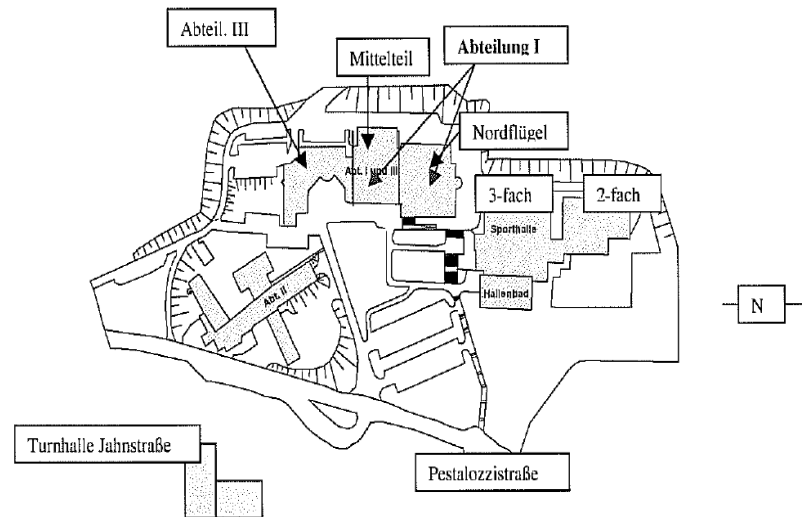 Abteil. III
Mittelteil
Abteilung I
Nordflügel
Abt. I und III
3-fach
2-fach
Sporthalle
Abt. II
Hallenbad
N
Turnhalle Jahnstraße
Pestalozzistraße